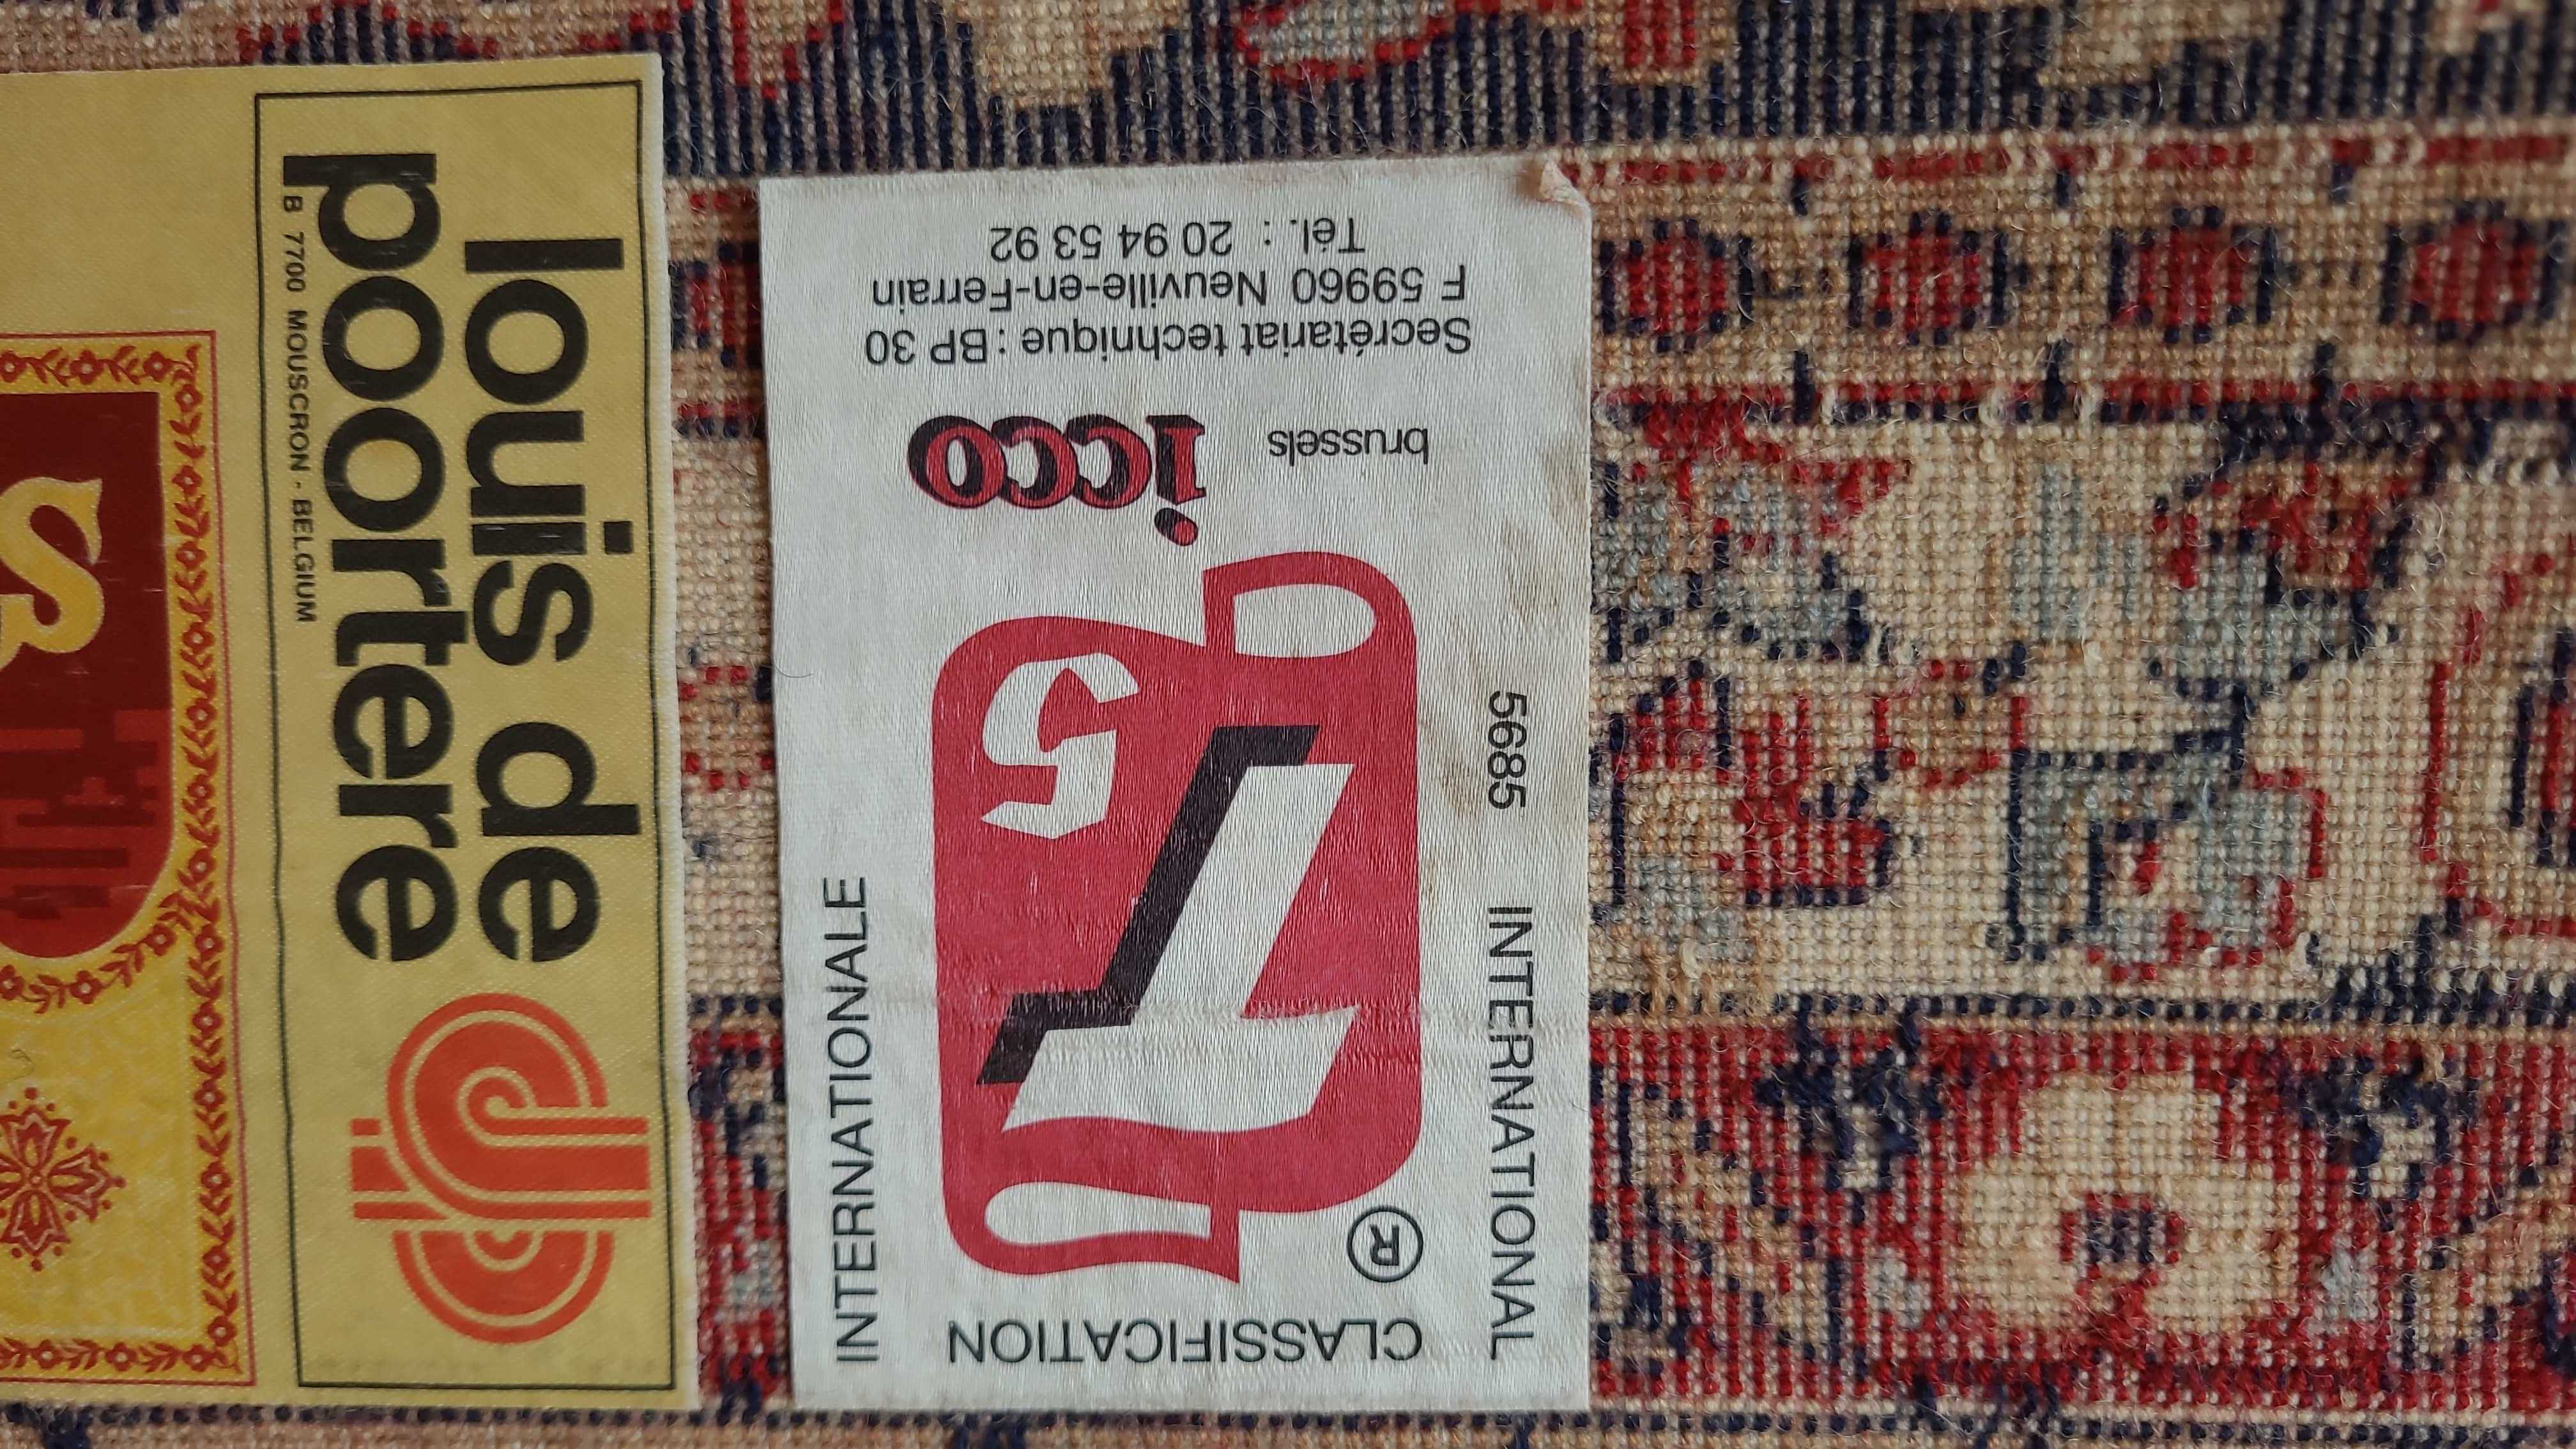 louis de
poortere
B 7700 MOUSCRON - BELGIUM
S
CLASSIFICATION
INTERNATIONALE
INTERNATIONAL
5685
®
T
5
icco
brussels
Secrétariat technique : BP 30
F 59960 Neuville-en-Ferrain
Tél. : 20 94 53 92